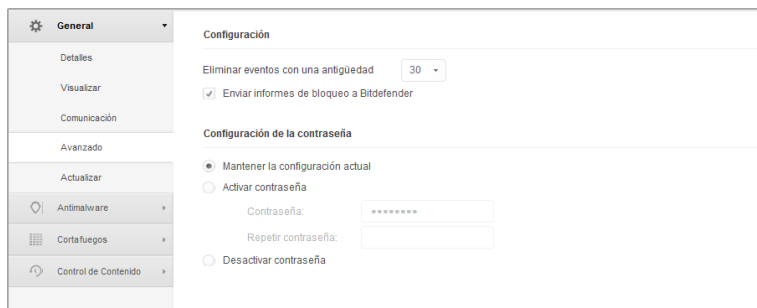 General
Detalles
Visualizar
Comunicación
Avanzado
Actualizar
Antimalware
Cortafuegos
Control de Contenido
Configuración
Eliminar eventos con una antigüedad 30
Enviar informes de bloqueo a Bitdefender
Configuración de la contraseña
Mantener la configuración actual
Activar contraseña
Contraseña: ••••••••
Repetir contraseña:
Desactivar contraseña